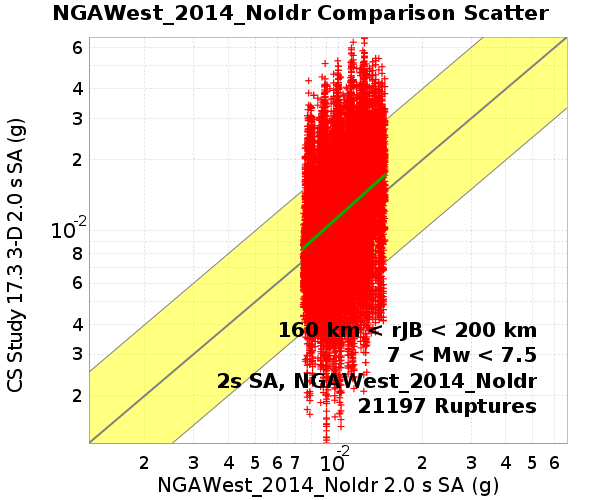 NGAWest_2014_NoIdr Comparison Scatter
6
4
3
2
10-2
8
6
4
3
2
CS Study 17.3 3-D 2.0 s SA (g)
160 km < rJB < 200 km
7 < Mw < 7.5
2s SA, NGAWest_2014_NoIdr
21197 Ruptures
2 3 4 5 6 7 10-2 2 3 4 5 6
NGAWest_2014_NoIdr 2.0 s SA (g)